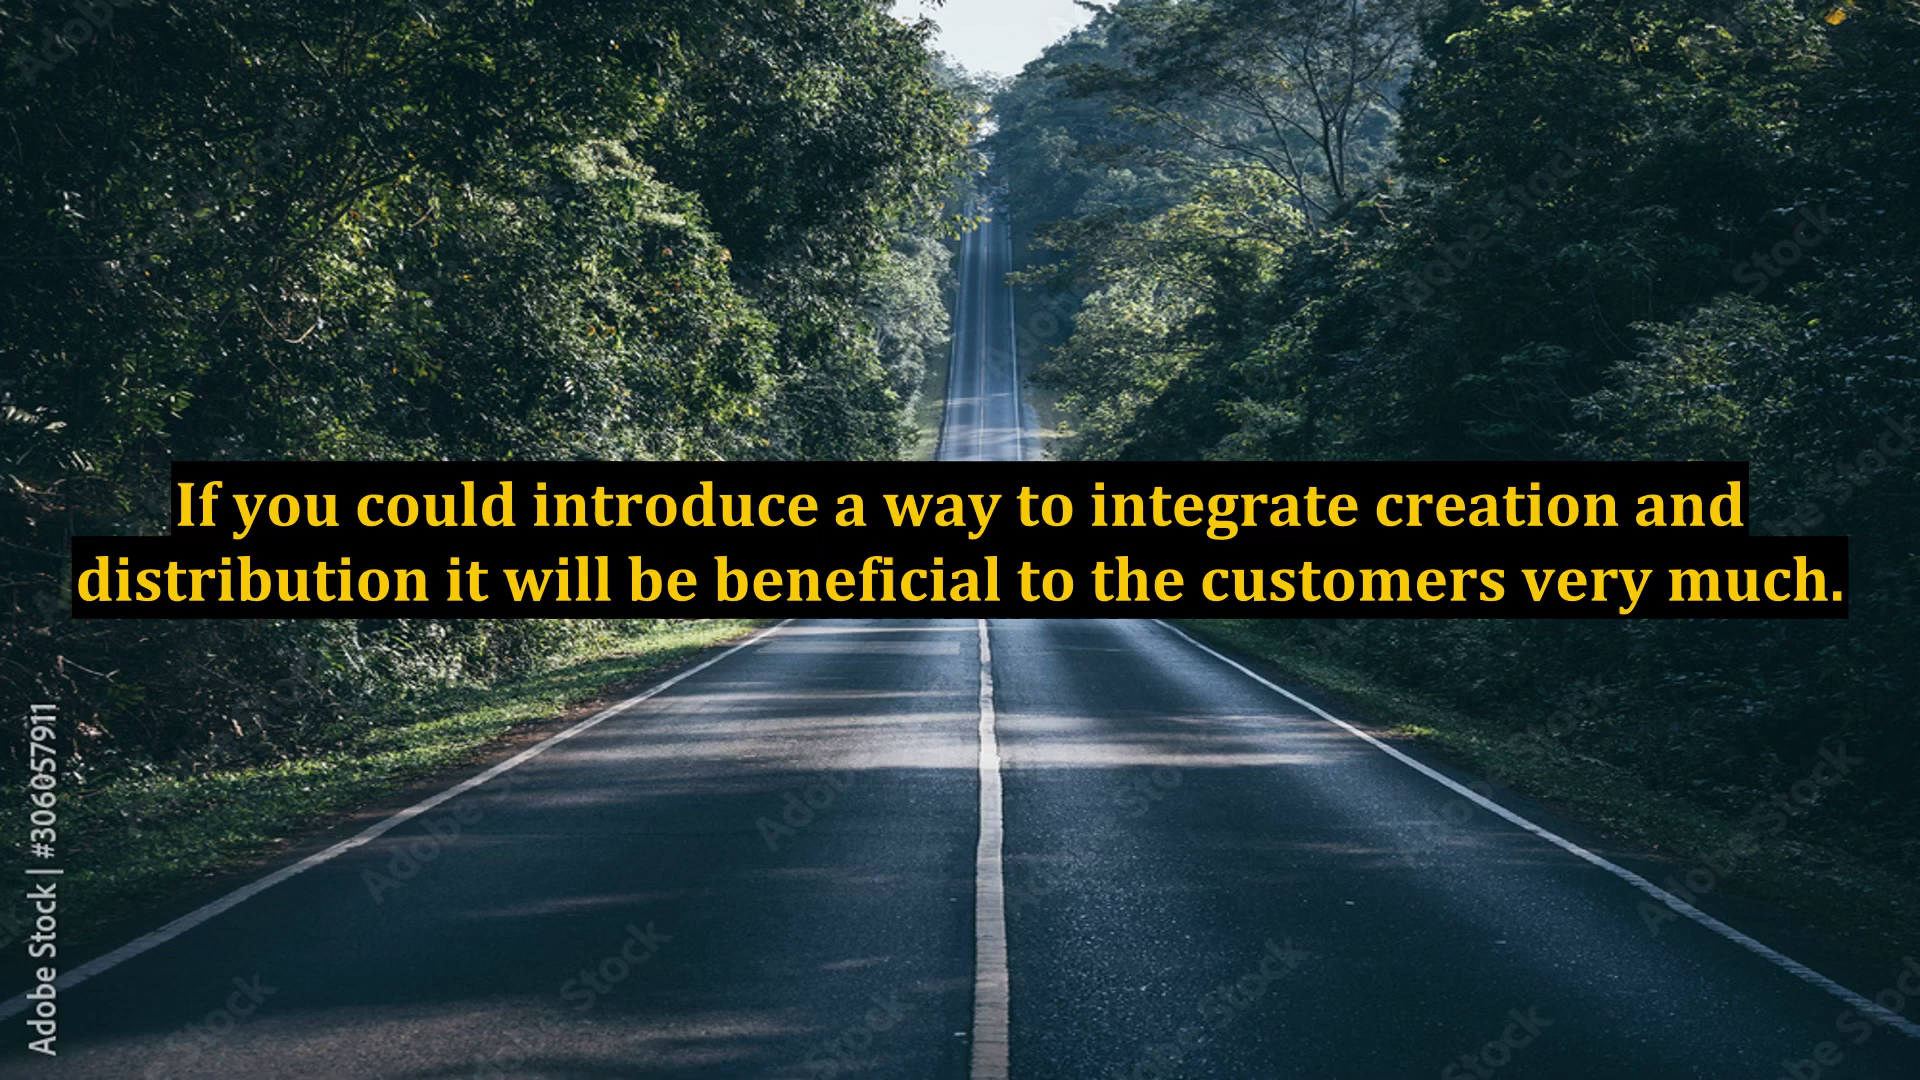 If you could introduce a way to integrate creation and
distribution it will be beneficial to the customers very much.
Adobe Stock | #306057911